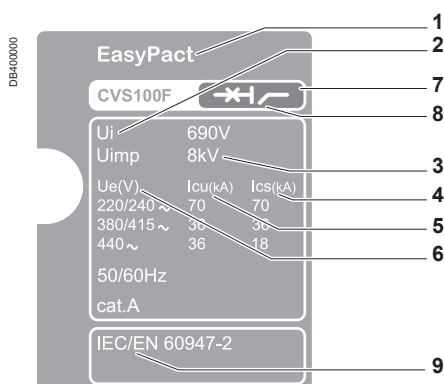 DB400000
EasyPact
1
2
CVS100F
7
8
Ui 690V
Uimp 8kV
3
Ue(V) Icu(kA) Ics(kA)
4
220/240 ~ 70 70
5
380/415 ~ 36 36
6
440 ~ 36 18
50/60Hz
cat.A
IEC/EN 60947-2
9